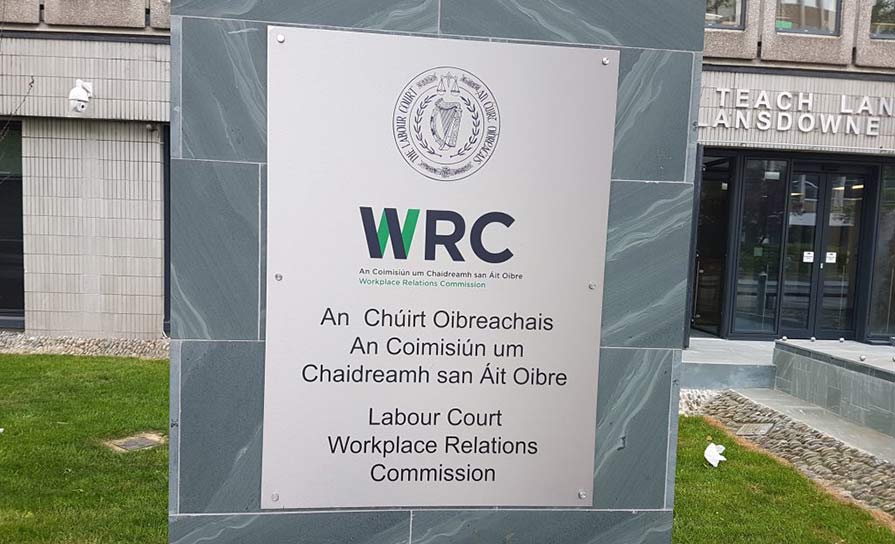 THE LABOUR COURT
AN CHÚIRT OIBREACHAIS
WRC
An Coimisiún um Chaidreamh san Áit Oibre
Workplace Relations Commission
An Chúirt Oibreachais
An Coimisiún um
Chaidreamh san Áit Oibre
Labour Court
Workplace Relations
Commission
TEACH LAN
LANSDOWNE